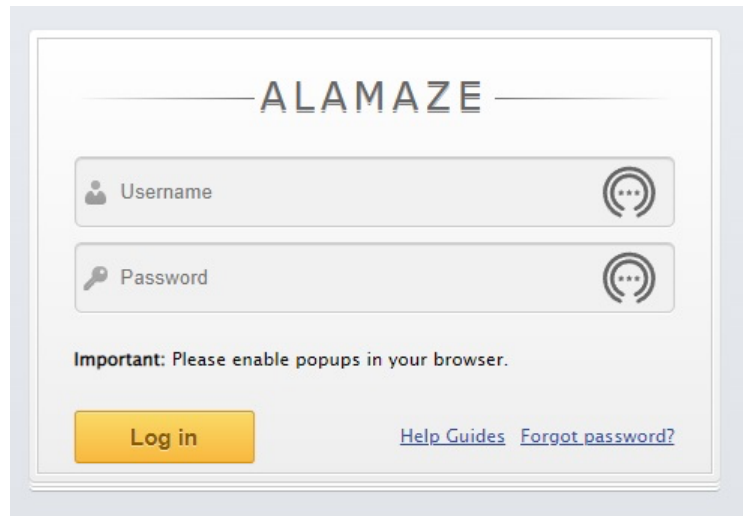 ALAMAZE
Username
Password
Important: Please enable popups in your browser.
Log in Help Guides Forgot password?